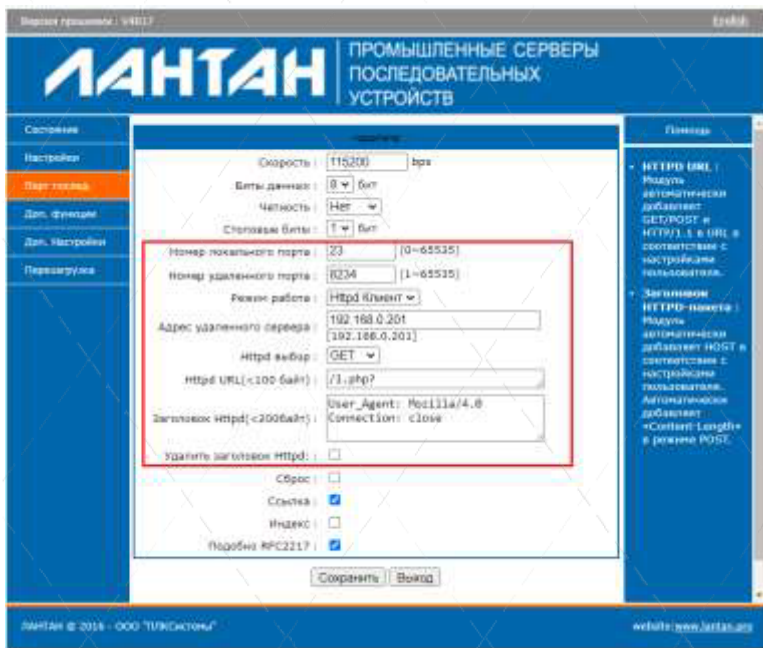 Версия прошивки : V4017
English
ЛАНТАН
ПРОМЫШЛЕННЫЕ СЕРВЕРЫ
ПОСЛЕДОВАТЕЛЬНЫХ
УСТРОЙСТВ
Состояние
Настройки
Порт послед.
Доп. функции
Доп. Настройки
Перезагрузка
Скорость : 115200 bps
Биты данных : 8 бит
Четность : Нет
Стоповые биты : 1 бит
Номер локального порта : 23 (0~65535)
Номер удаленного порта : 8234 (1~65535)
Режим работы : Httpd Клиент
Адрес удаленного сервера : 192.168.0.201
[192.168.0.201]
Httpd выбор : GET
Httpd URL(<100 байт) : /1.php?
Заголовок Httpd(<200байт) : User_Agent: Mozilla/4.0
Connection: close
Удалить заголовок Httpd:
Сброс :
Ссылка :
Индекс :
Подобно RFC2217 :
Сохранить Выход
Помощь
HTTPD URL :
Модуль
автоматически
добавляет
GET/POST и
HTTP/1.1 в URL в
соответствии с
настройками
пользователя.
Заголовок
HTTPD-пакета :
Модуль
автоматически
добавляет HOST в
соответствии с
настройками
пользователя.
Автоматически
добавляет
«Content-Length»
в режиме POST.
ЛАНТАН @ 2016 - ООО "ПЛКСистемы"
website:www.lantan.pro